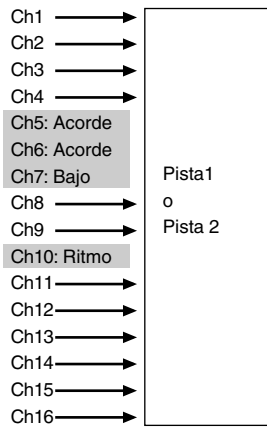 Ch1
Ch2
Ch3
Ch4
Ch5: Acorde
Ch6: Acorde
Ch7: Bajo
Ch8
Ch9
Ch10: Ritmo
Ch11
Ch12
Ch13
Ch14
Ch15
Ch16
Pista1
o
Pista 2